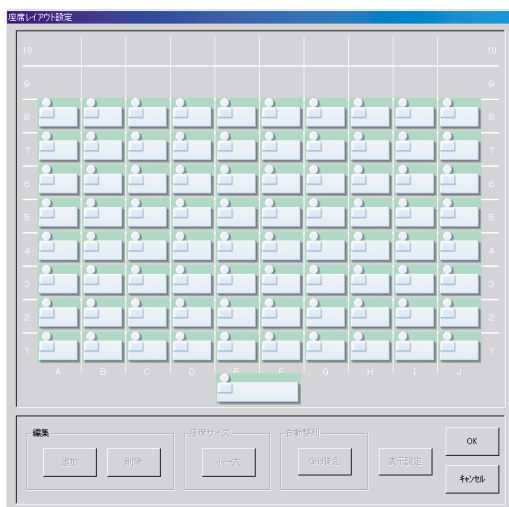 座席レイアウト設定
10 10
9 9
8 8
7 7
6 6
5 5
4 4
3 3
2 2
1 1
A B C D E F G H I J
編集 座席サイズ 自動整列
追加 削除 小→大 Grid揃え 表示設定 OK
キャンセル